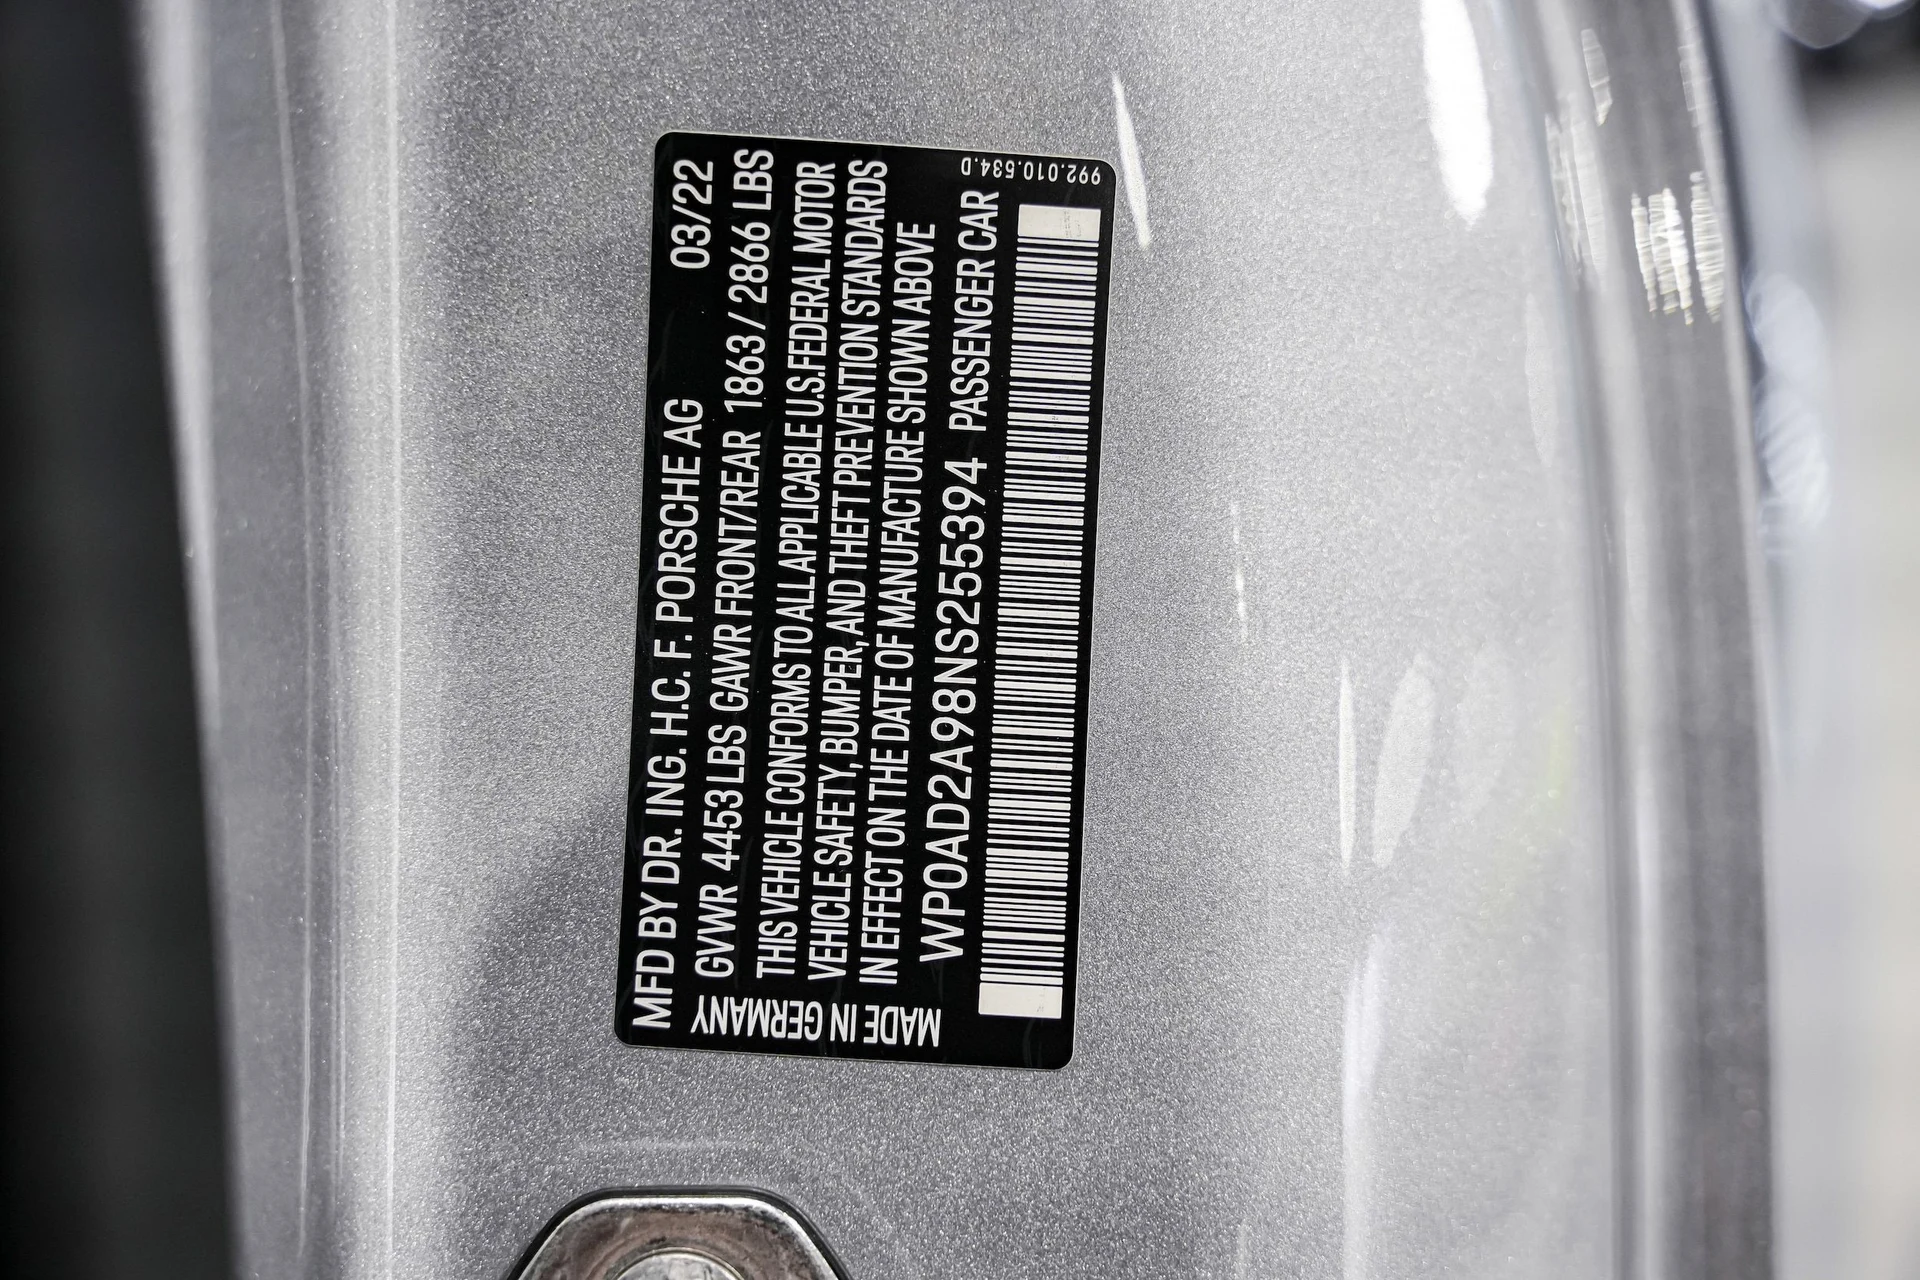 MFD BY DR. ING. H.C. F. PORSCHE AG 03/22
GVWR 4453 LBS GAWR FRONT/REAR 1863 / 2866 LBS
THIS VEHICLE CONFORMS TO ALL APPLICABLE U.S. FEDERAL MOTOR
VEHICLE SAFETY, BUMPER, AND THEFT PREVENTION STANDARDS
IN EFFECT ON THE DATE OF MANUFACTURE SHOWN ABOVE
WP0AD2A98NS255394 PASSENGER CAR
MADE IN GERMANY
992.010.534.D